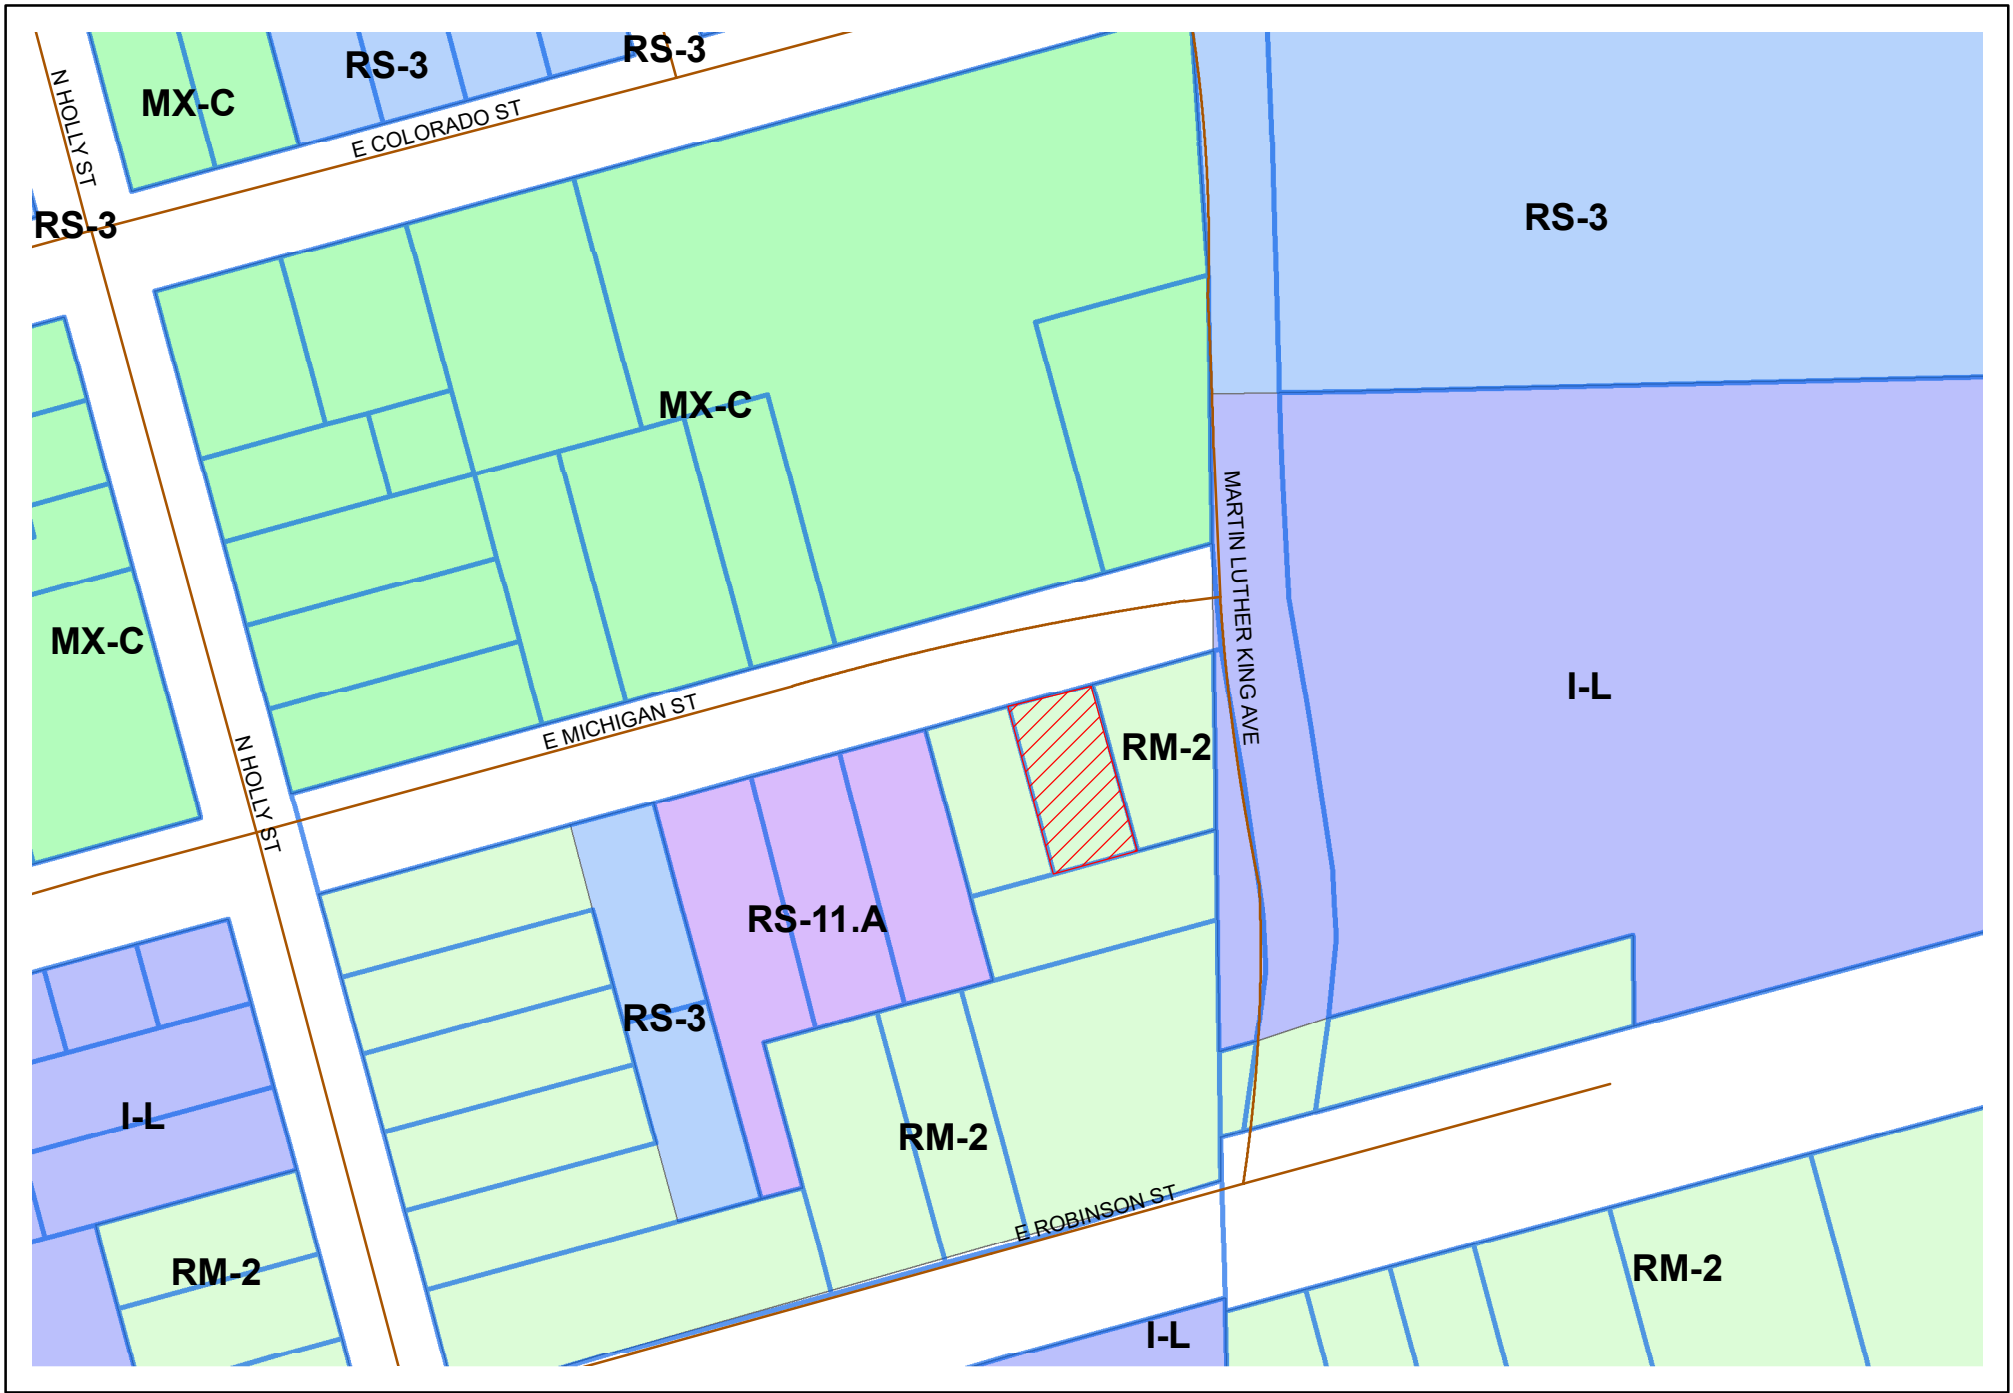 RS-3
RS-3
N HOLLY ST
MX-C
E COLORADO ST
RS-3
RS-3
MX-C
MARTIN LUTHER KING AVE
MX-C
I-L
E MICHIGAN ST
RM-2
N HOLLY ST
RS-11.A
RS-3
I-L
RM-2
E ROBINSON ST
RM-2
RM-2
I-L